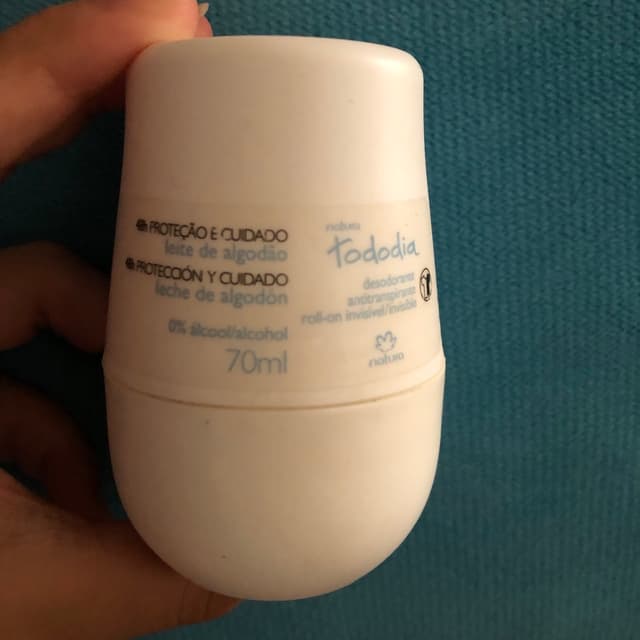 48h PROTEÇÃO E CUIDADO
leite de algodão
48h PROTECCIÓN Y CUIDADO
leche de algodón
0% álcool/alcohol
70ml
natura
tododia
desodorante
antitranspirante
roll-on invisível/invisible
natura